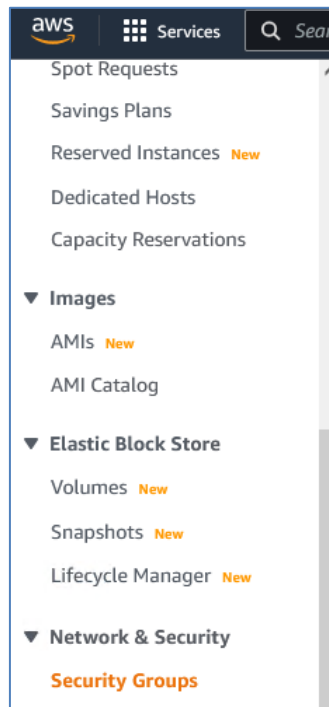 aws
Services
Sear
Spot Requests
Savings Plans
Reserved Instances New
Dedicated Hosts
Capacity Reservations
Images
AMIs New
AMI Catalog
Elastic Block Store
Volumes New
Snapshots New
Lifecycle Manager New
Network & Security
Security Groups